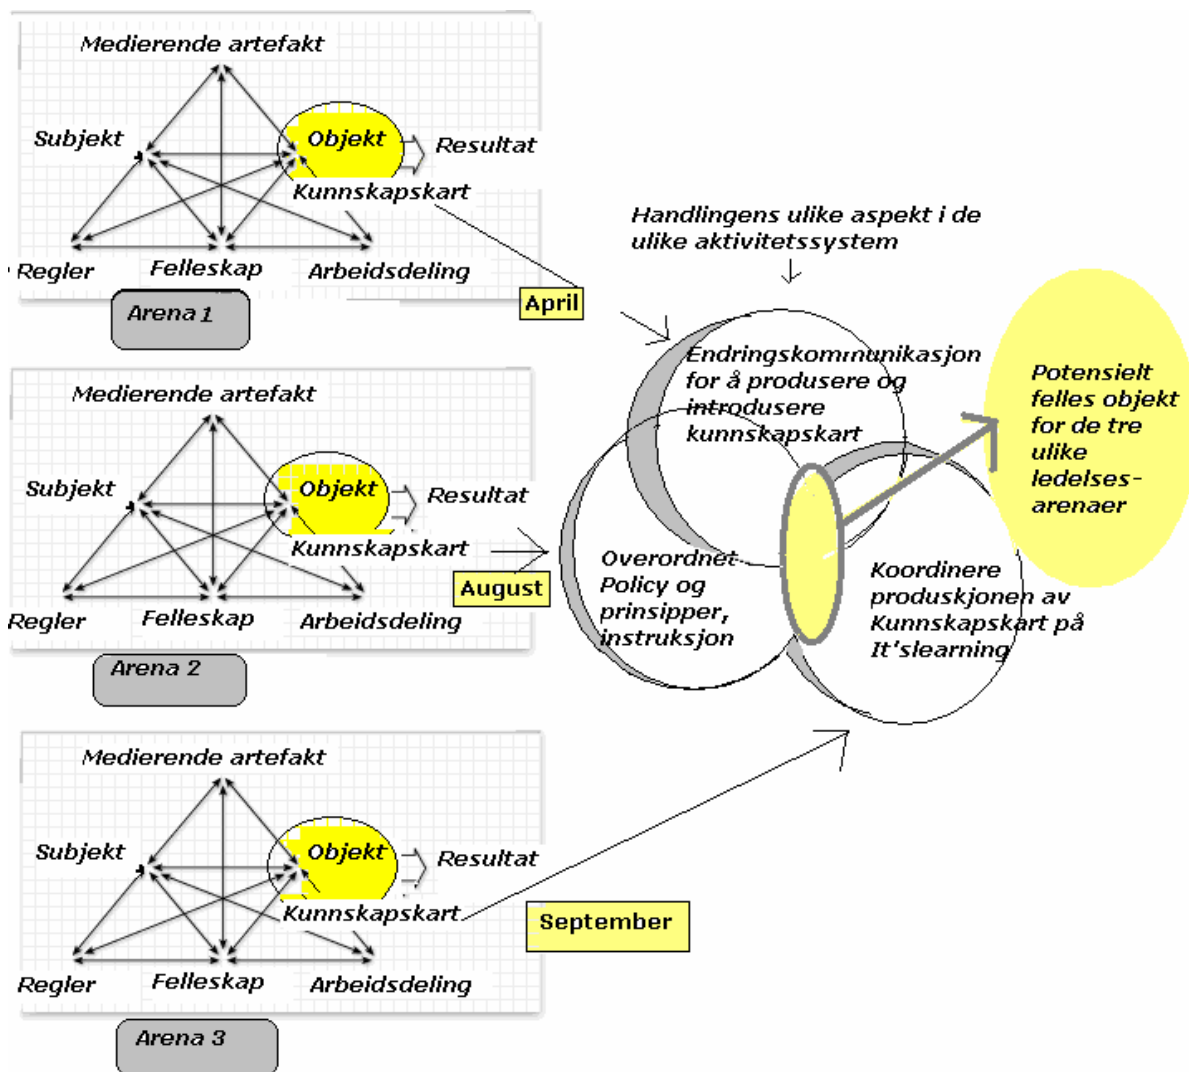 Medierende artefakt
Subjekt
Objekt
Resultat
Kunnskapskart
Regler
Felleskap
Arbeidsdeling
Arena 1
April
Medierende artefakt
Subjekt
Objekt
Resultat
Kunnskapskart
Regler
Felleskap
Arbeidsdeling
Arena 2
August
Medierende artefakt
Subjekt
Objekt
Resultat
Kunnskapskart
Regler
Felleskap
Arbeidsdeling
Arena 3
September
Handlingens ulike aspekt i de
ulike aktivitetssystem
Endringskommunikasjon
for å produsere og
introdusere
kunnskapskart
Overordnet
Policy og
prinsipper,
instruksjon
Koordinere
produskjonen av
Kunnskapskart på
It'slearning
Potensielt
felles objekt
for de tre
ulike
ledelses-
arenaer